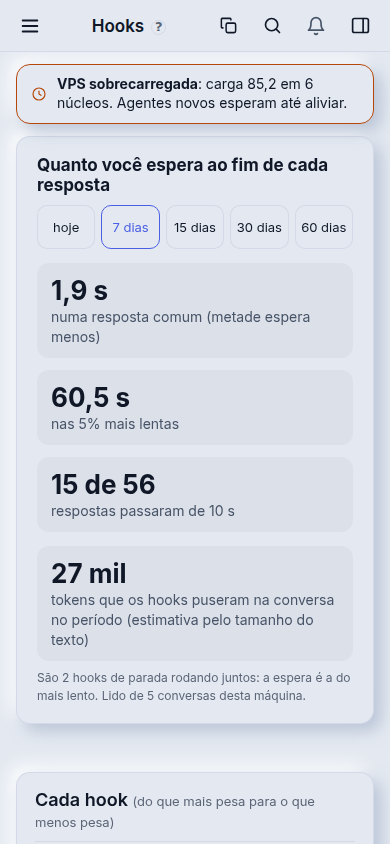 Hooks ?
VPS sobrecarregada: carga 85,2 em 6
núcleos. Agentes novos esperam até aliviar.
Quanto você espera ao fim de cada
resposta
hoje
7 dias
15 dias
30 dias
60 dias
1,9 s
numa resposta comum (metade espera
menos)
60,5 s
nas 5% mais lentas
15 de 56
respostas passaram de 10 s
27 mil
tokens que os hooks puseram na conversa
no período (estimativa pelo tamanho do
texto)
São 2 hooks de parada rodando juntos: a espera é a do
mais lento. Lido de 5 conversas desta máquina.
Cada hook (do que mais pesa para o que
menos pesa)